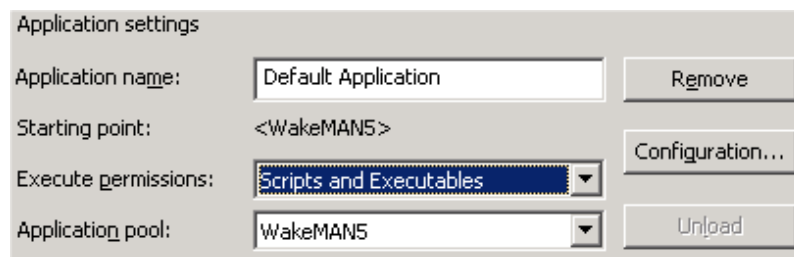 Application settings
Application name: Default Application Remove
Starting point: <WakeMAN5>
Configuration...
Execute permissions: Scripts and Executables
Application pool: WakeMAN5 Unload